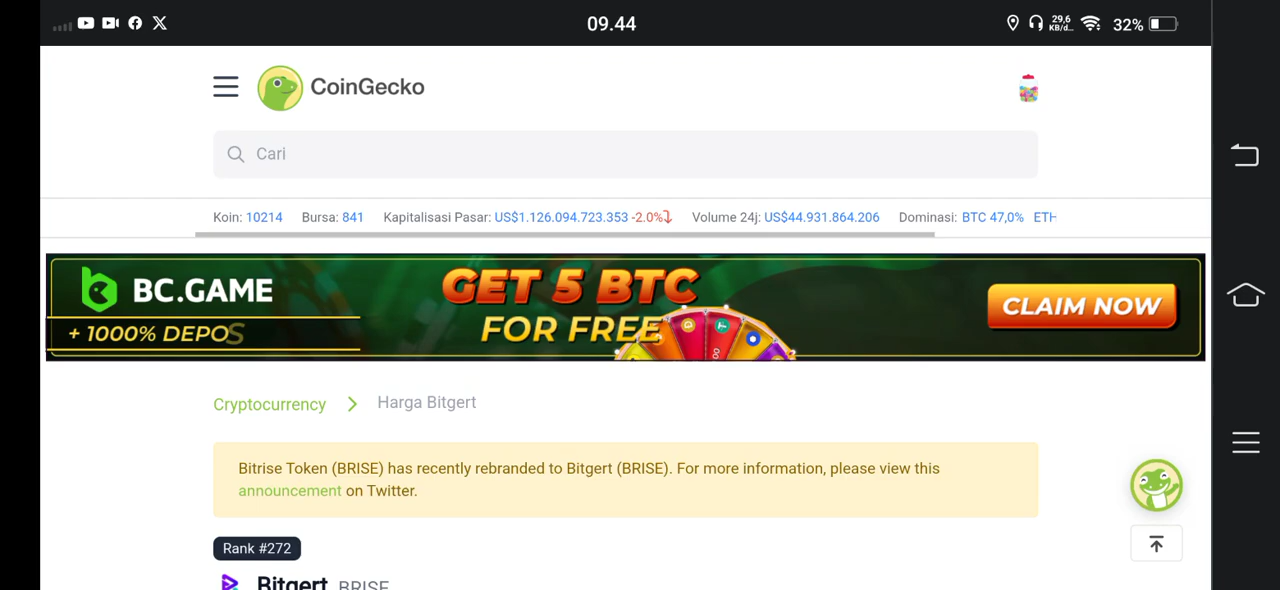 09.44
29,6
KB/d...
32%
CoinGecko
Cari
Koin: 10214 Bursa: 841 Kapitalisasi Pasar: US$1.126.094.723.353 -2.0% Volume 24j: US$44.931.864.206 Dominasi: BTC 47,0% ETH
BC.GAME
+ 1000% DEPOS
GET 5 BTC
FOR FREE
CLAIM NOW
Cryptocurrency > Harga Bitgert
Bitrise Token (BRISE) has recently rebranded to Bitgert (BRISE). For more information, please view this
announcement on Twitter.
Rank #272
Bitgert BRISE